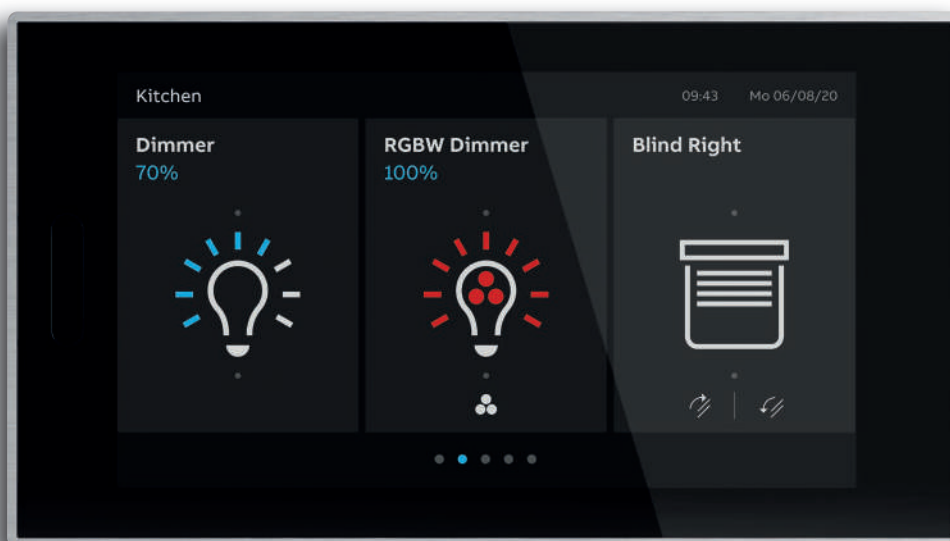 Kitchen
09:43 Mo 06/08/20
Dimmer
70%
RGBW Dimmer
100%
Blind Right